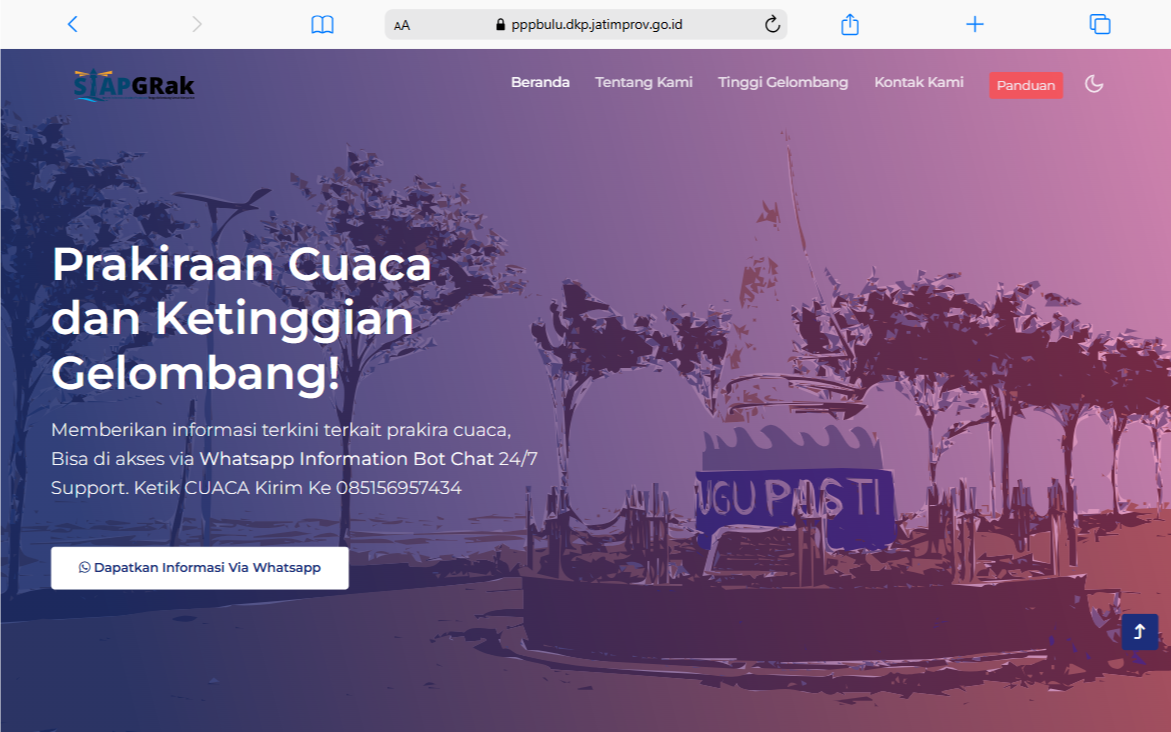 AA pppbulu.dkp.jatimprov.go.id
SIAPGRak
Beranda Tentang Kami Tinggi Gelombang Kontak Kami Panduan
Prakiraan Cuaca
dan Ketinggian
Gelombang!
Memberikan informasi terkini terkait prakira cuaca,
Bisa di akses via Whatsapp Information Bot Chat 24/7
Support. Ketik CUACA Kirim Ke 085156957434
UGU PASTI
Dapatkan Informasi Via Whatsapp